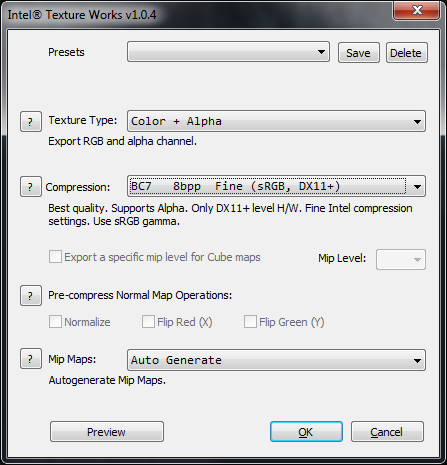 Intel® Texture Works v1.0.4
Presets Save Delete
? Texture Type: Color + Alpha
Export RGB and alpha channel.
? Compression: BC7 8bpp Fine (sRGB, DX11+)
Best quality. Supports Alpha. Only DX11+ level H/W. Fine Intel compression
settings. Use sRGB gamma.
Export a specific mip level for Cube maps Mip Level:
? Pre-compress Normal Map Operations:
Normalize Flip Red (X) Flip Green (Y)
? Mip Maps: Auto Generate
Autogenerate Mip Maps.
Preview OK Cancel